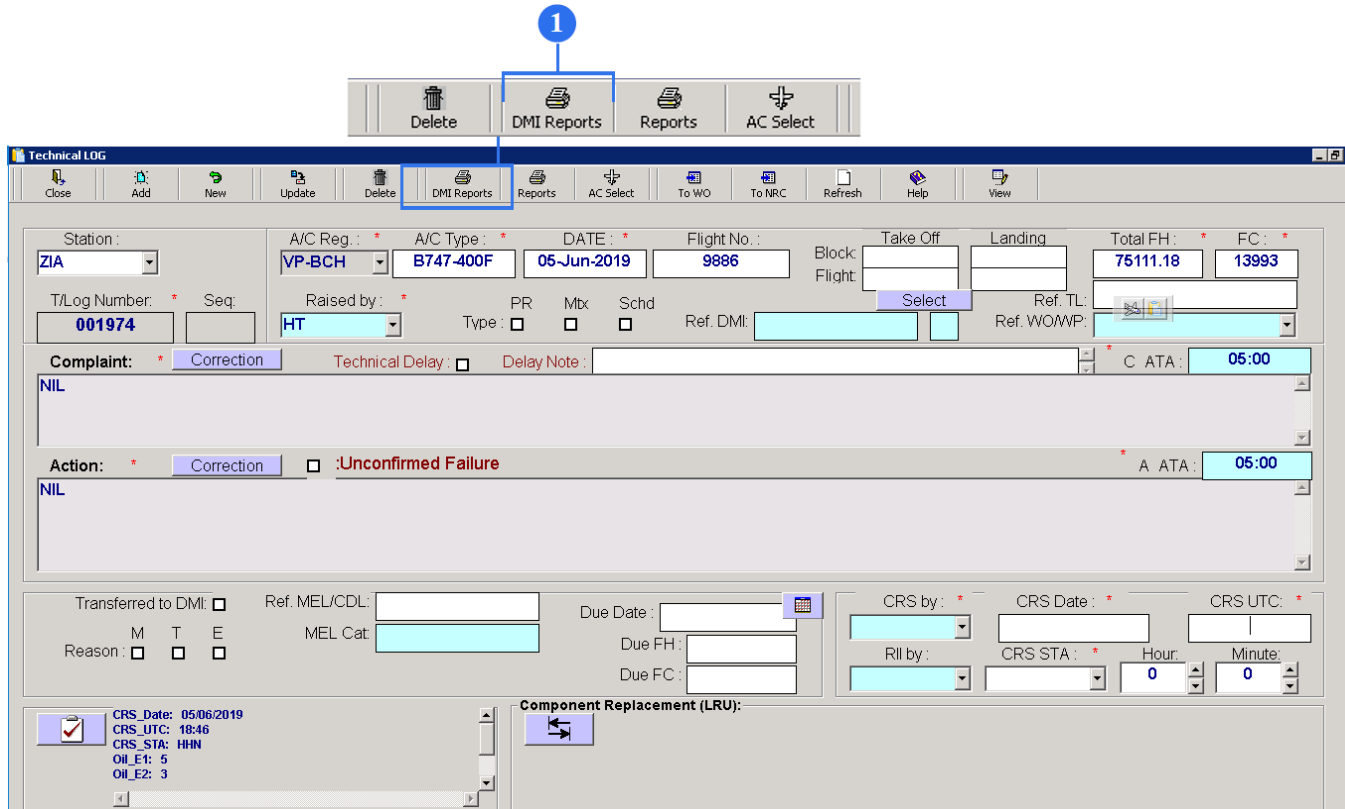 1
Delete DMI Reports Reports AC Select
Technical LOG
Close Add New Update Delete DMI Reports Reports AC Select To WO To NRC Refresh Help View
Station : A/C Reg. : * A/C Type : * DATE : * Flight No. : Take Off Landing Total FH : * FC : *
ZIA VP-BCH B747-400F 05-Jun-2019 9886 Block: 75111.18 13993
Flight:
T/Log Number: * Seq: Raised by : * PR Mtx Schd Select Ref. TL:
001974 HT Type : Ref. DMI: Ref. WO/WP:
Complaint: * Correction Technical Delay : Delay Note : * C ATA : 05:00
NIL
Action: * Correction :Unconfirmed Failure * A ATA : 05:00
NIL
Transferred to DMI: Ref. MEL/CDL: Due Date : CRS by : * CRS Date : * CRS UTC: *
M T E MEL Cat: Due FH :
Reason : RII by : CRS STA : * Hour: Minute:
Due FC : 0 0
CRS_Date: 05/06/2019 Component Replacement (LRU):
CRS_UTC: 18:46
CRS_STA: HHN
Oil_E1: 5
Oil_E2: 3